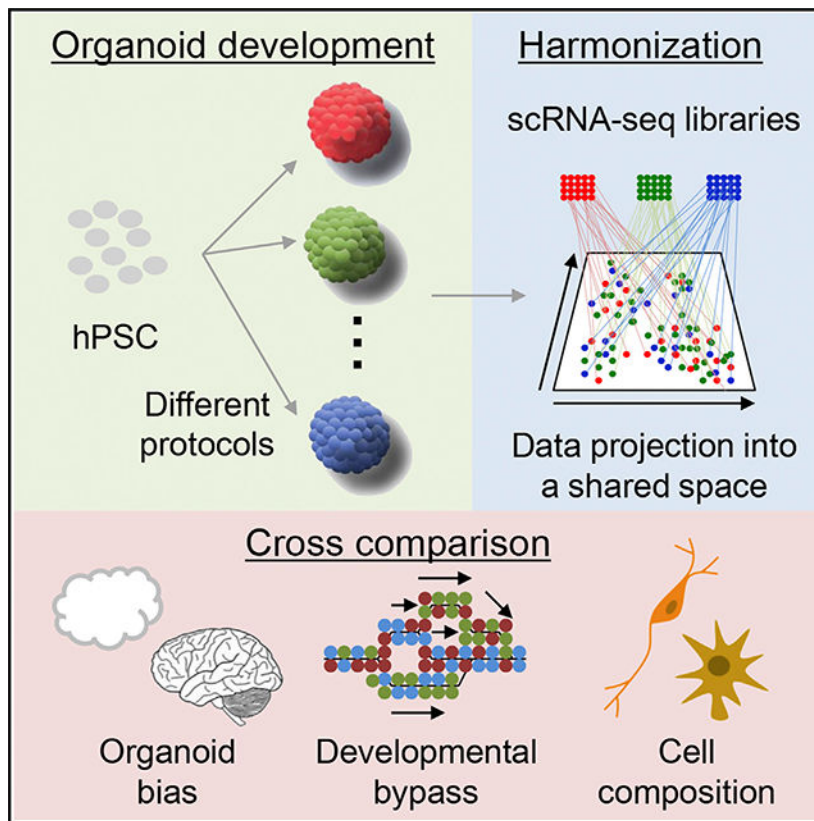 Organoid development
hPSC
Different
protocols
Harmonization
scRNA-seq libraries
Data projection into
a shared space
Cross comparison
Organoid
bias
Developmental
bypass
Cell
composition